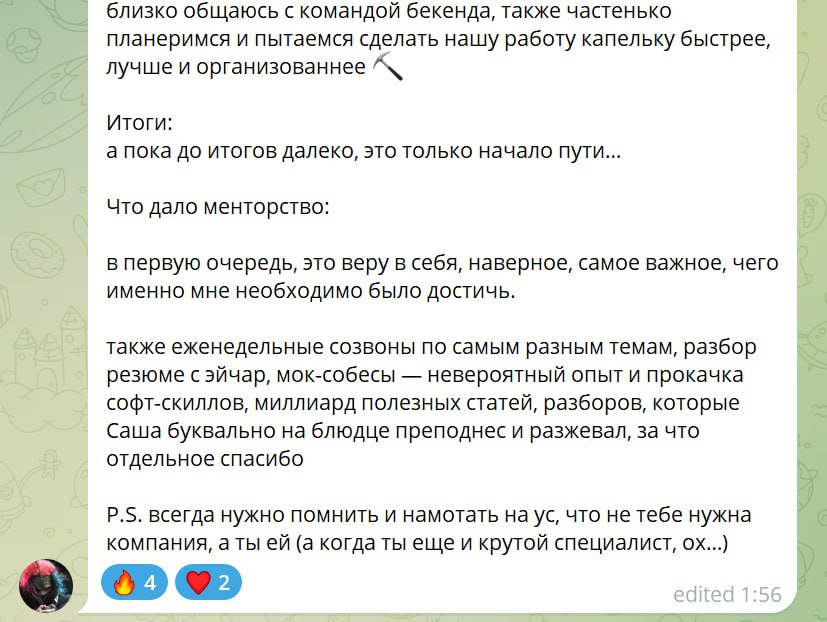 близко общаюсь с командой бекенда, также частенько
планеримся и пытаемся сделать нашу работу капельку быстрее,
лучше и организованнее
Итоги:
а пока до итогов далеко, это только начало пути...
Что дало менторство:
в первую очередь, это веру в себя, наверное, самое важное, чего
именно мне необходимо было достичь.
также еженедельные созвоны по самым разным темам, разбор
резюме с эйчар, мок-собесы — невероятный опыт и прокачка
софт-скиллов, миллиард полезных статей, разборов, которые
Саша буквально на блюдце преподнес и разжевал, за что
отдельное спасибо
P.S. всегда нужно помнить и намотать на ус, что не тебе нужна
компания, а ты ей (а когда ты еще и крутой специалист, ох...)
4 2
edited 1:56